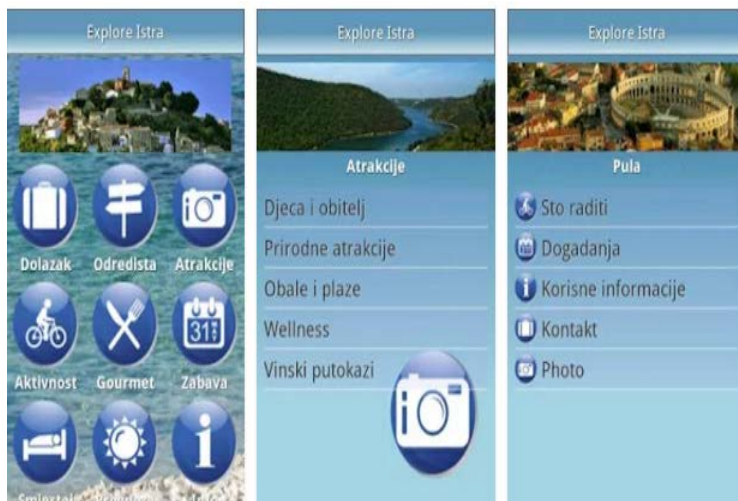 Explore Istra
Dolazak
Odredista
Atrakcije
Aktivnost
Gourmet
Zabava
31
Explore Istra
Atrakcije
Djeca i obitelj
Prirodne atrakcije
Obale i plaze
Wellness
Vinski putokazi
Explore Istra
Pula
Sto raditi
Dogadanja
Korisne informacije
Kontakt
Photo